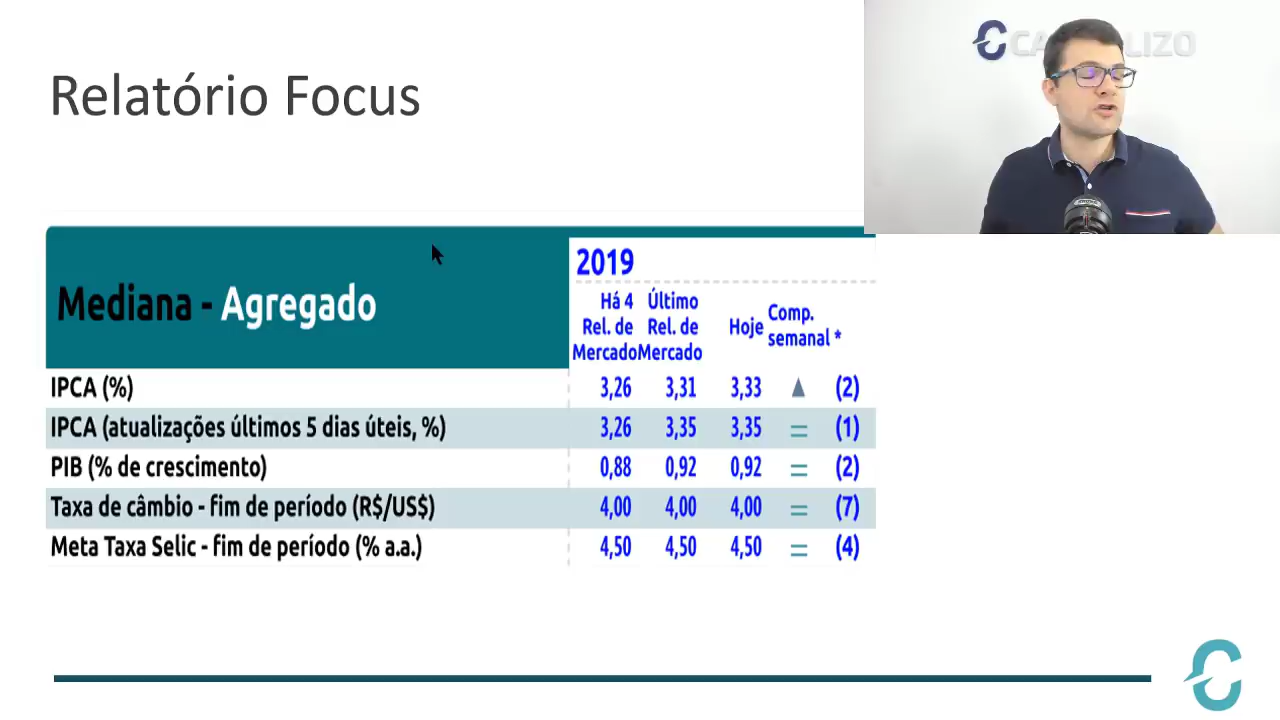 Relatório Focus
CA LIZO
Mediana - Agregado
2019
Há 4 Rel. de Mercado
Último Rel. de Mercado
Hoje
Comp. semanal *
IPCA (%) 3,26 3,31 3,33 ▲ (2)
IPCA (atualizações últimos 5 dias úteis, %) 3,26 3,35 3,35 = (1)
PIB (% de crescimento) 0,88 0,92 0,92 = (2)
Taxa de câmbio - fim de período (R$/US$) 4,00 4,00 4,00 = (7)
Meta Taxa Selic - fim de período (% a.a.) 4,50 4,50 4,50 = (4)